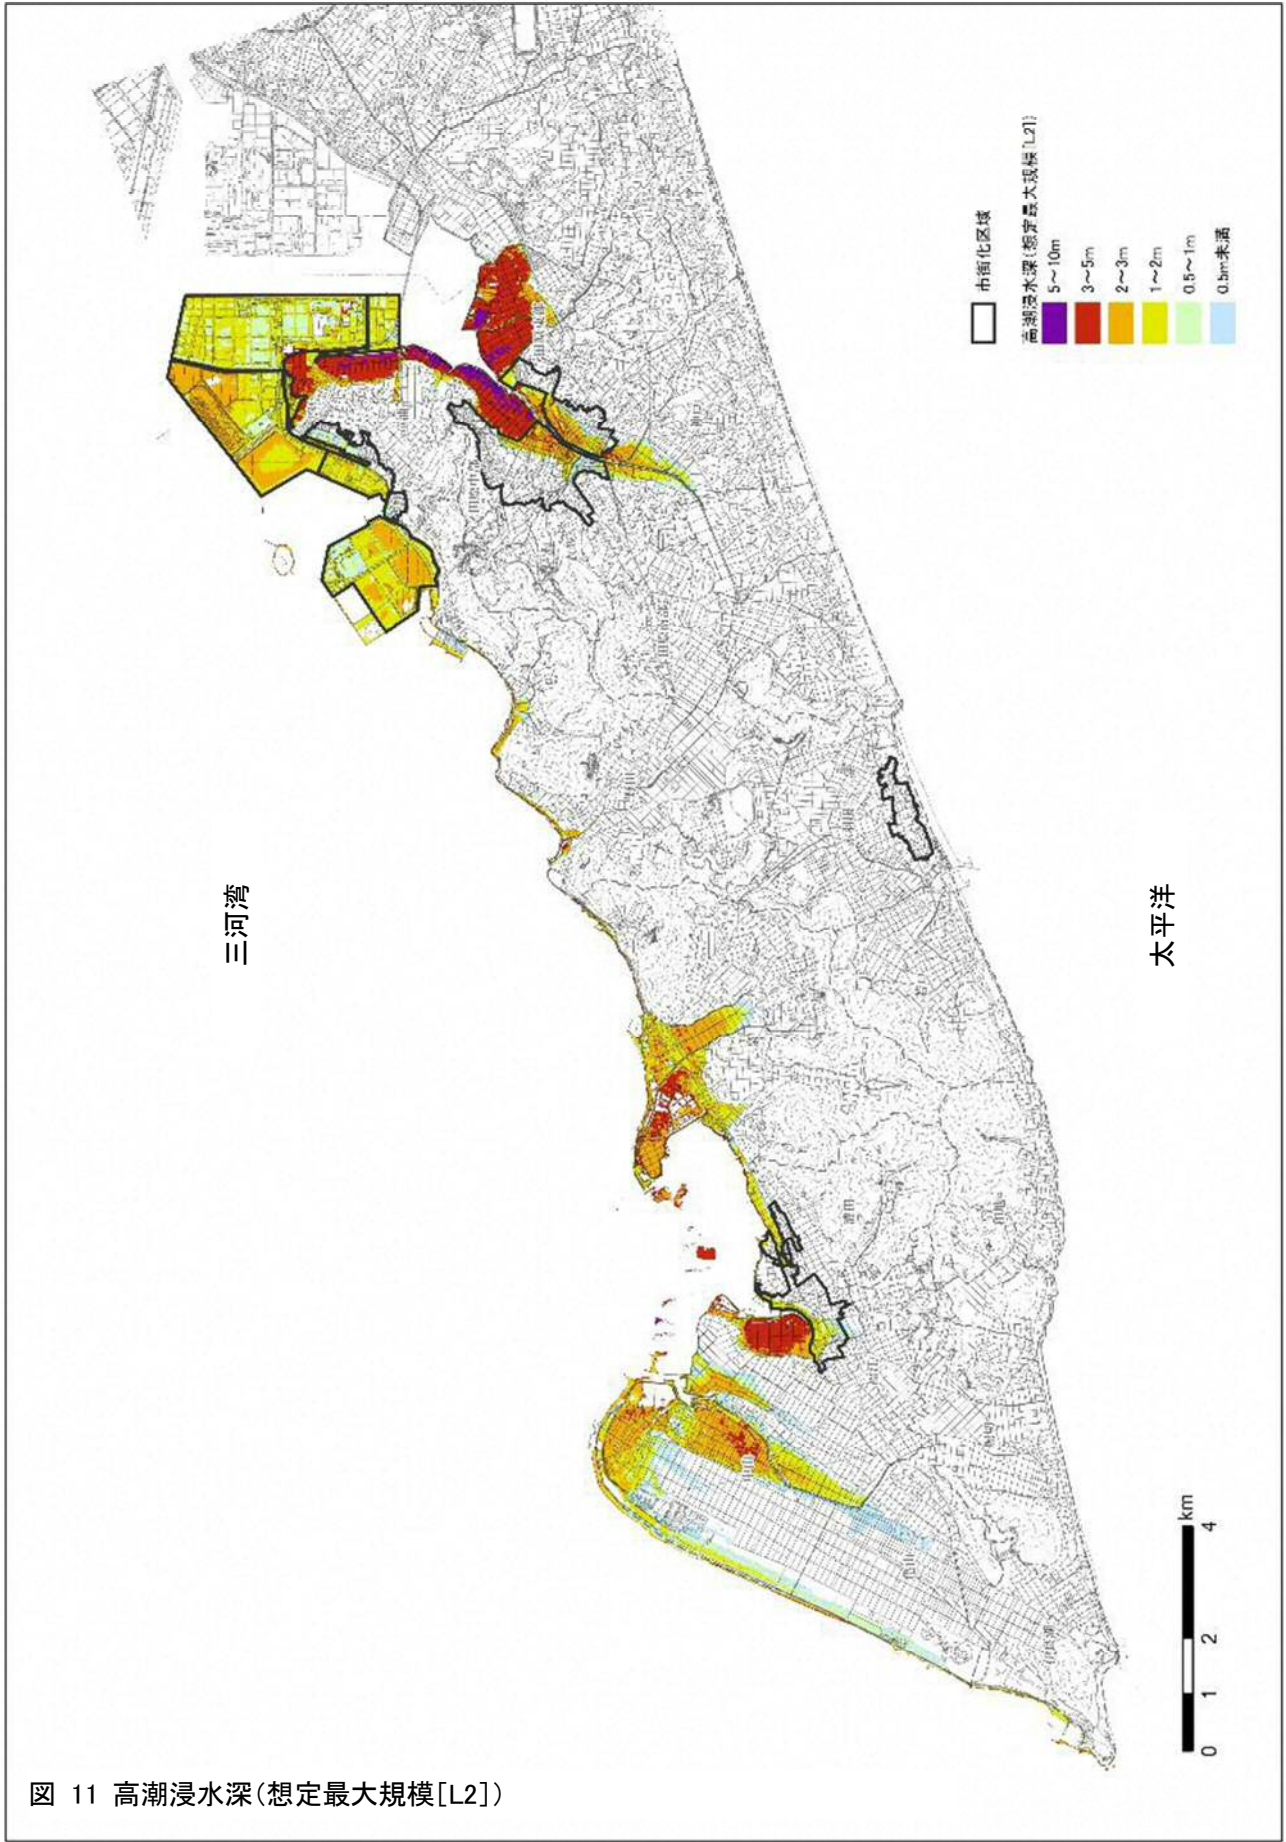 三河湾
太平洋
市街化区域
高潮浸水深(想定最大規模[L2])
5～10m
3～5m
2～3m
1～2m
0.5～1m
0.5m未満
km
0 1 2 4
図 11 高潮浸水深(想定最大規模[L2])